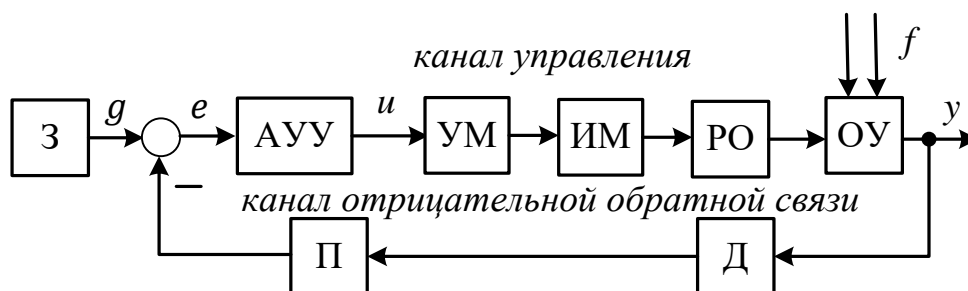 f
канал управления
g
e
u
y
З
АУУ
УМ
ИМ
РО
ОУ
−
канал отрицательной обратной связи
П
Д